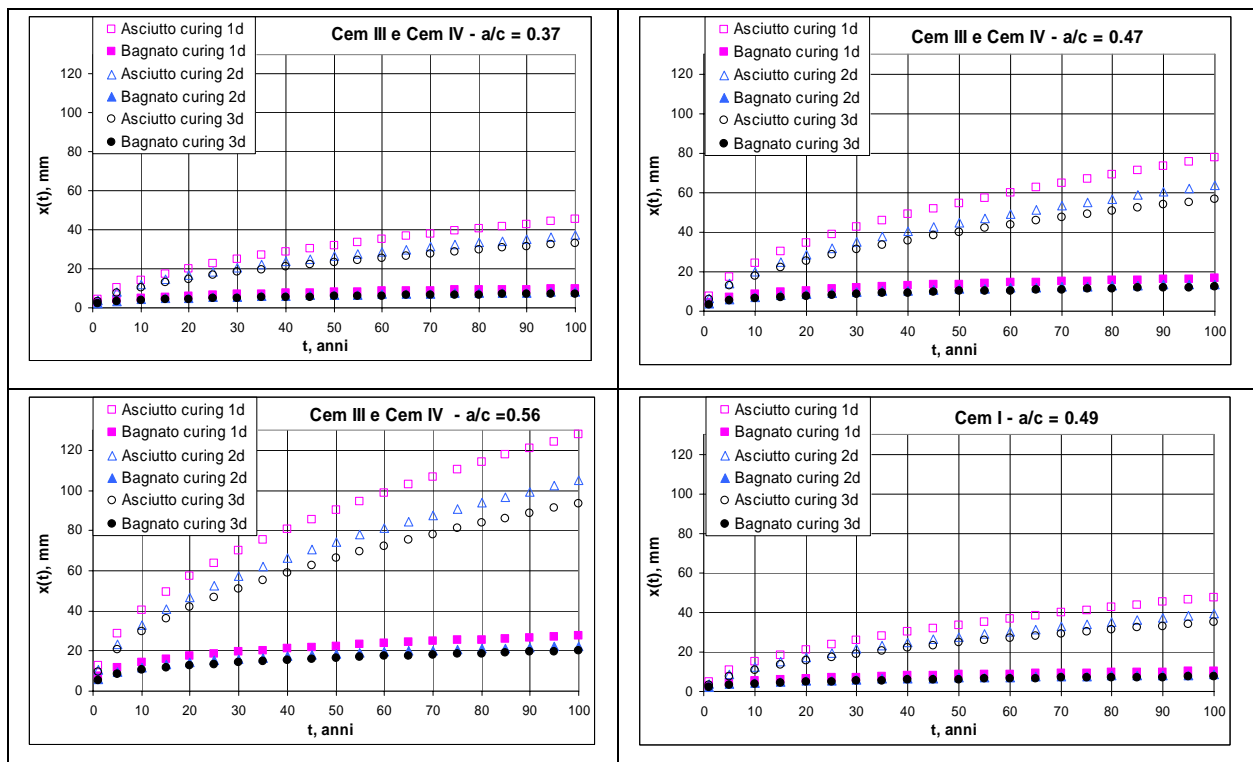 Cem III e Cem IV - a/c = 0.37
Asciutto curing 1d
Bagnato curing 1d
Asciutto curing 2d
Bagnato curing 2d
Asciutto curing 3d
Bagnato curing 3d
x(t), mm
120
100
80
60
40
20
0
0 10 20 30 40 50 60 70 80 90 100
t, anni
Cem III e Cem IV - a/c = 0.47
Asciutto curing 1d
Bagnato curing 1d
Asciutto curing 2d
Bagnato curing 2d
Asciutto curing 3d
Bagnato curing 3d
x(t), mm
120
100
80
60
40
20
0
0 10 20 30 40 50 60 70 80 90 100
t, anni
Cem III e Cem IV - a/c =0.56
Asciutto curing 1d
Bagnato curing 1d
Asciutto curing 2d
Bagnato curing 2d
Asciutto curing 3d
Bagnato curing 3d
x(t), mm
120
100
80
60
40
20
0
0 10 20 30 40 50 60 70 80 90 100
t, anni
Cem I - a/c = 0.49
Asciutto curing 1d
Bagnato curing 1d
Asciutto curing 2d
Bagnato curing 2d
Asciutto curing 3d
Bagnato curing 3d
x(t), mm
120
100
80
60
40
20
0
0 10 20 30 40 50 60 70 80 90 100
t, anni